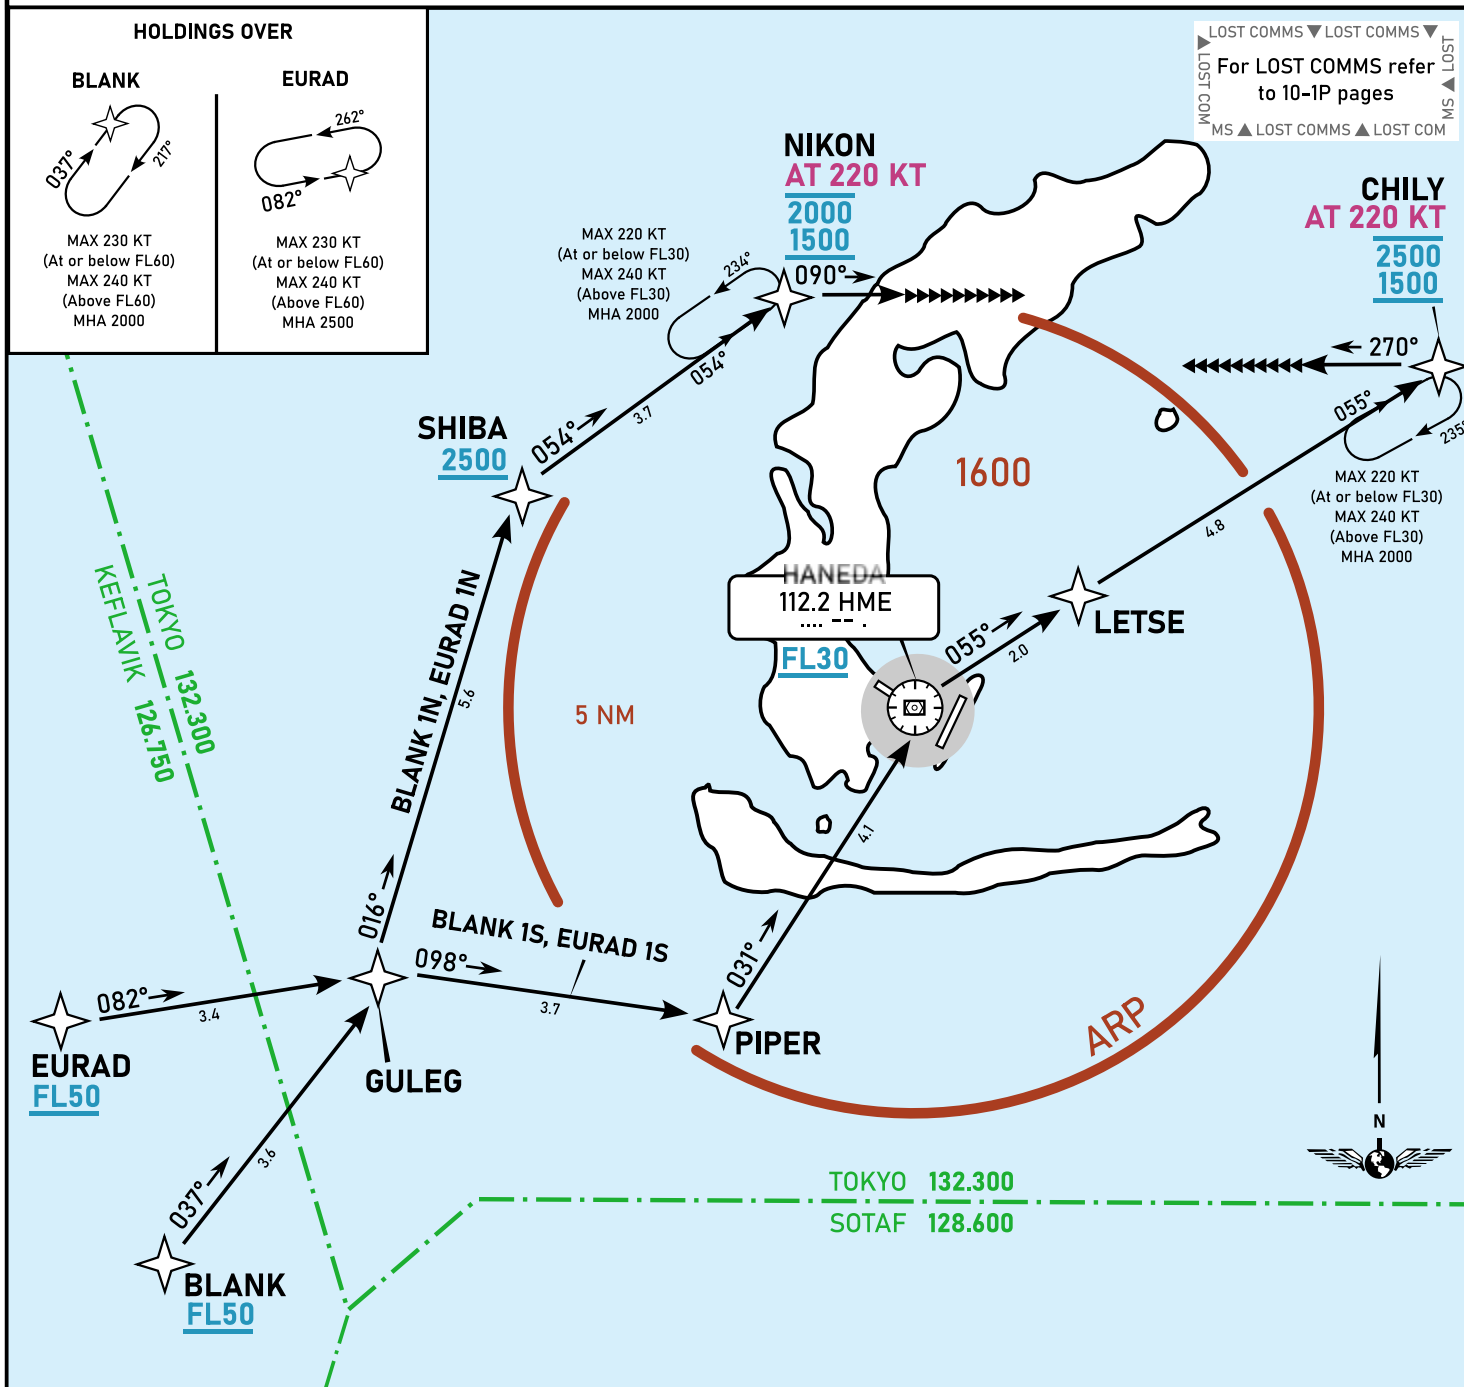 HOLDINGS OVER
BLANK
037°
217°
MAX 230 KT
(At or below FL60)
MAX 240 KT
(Above FL60)
MHA 2000
EURAD
262°
082°
MAX 230 KT
(At or below FL60)
MAX 240 KT
(Above FL60)
MHA 2500
LOST COMMS ▼ LOST COMMS ▼
▲ LOST COM
For LOST COMMS refer
to 10-1P pages
MS ▲ LOST
MS ▲ LOST COMMS ▲ LOST COM
NIKON
AT 220 KT
2000
1500
090°
MAX 220 KT
(At or below FL30)
MAX 240 KT
(Above FL30)
MHA 2000
234°
054°
CHILY
AT 220 KT
2500
1500
270°
055°
235°
MAX 220 KT
(At or below FL30)
MAX 240 KT
(Above FL30)
MHA 2000
SHIBA
2500
054°
3.7
1600
4.8
HANEDA
112.2 HME
.... -- .
FL30
055°
2.0
LETSE
TOKYO 132.300
KEFLAVIK 126.750
BLANK 1N, EURAD 1N
5.6
5 NM
4.1
016°
BLANK 1S, EURAD 1S
098°
3.7
031°
082°
3.4
EURAD
FL50
GULEG
PIPER
ARP
037°
3.6
BLANK
FL50
TOKYO 132.300
SOTAF 128.600
N